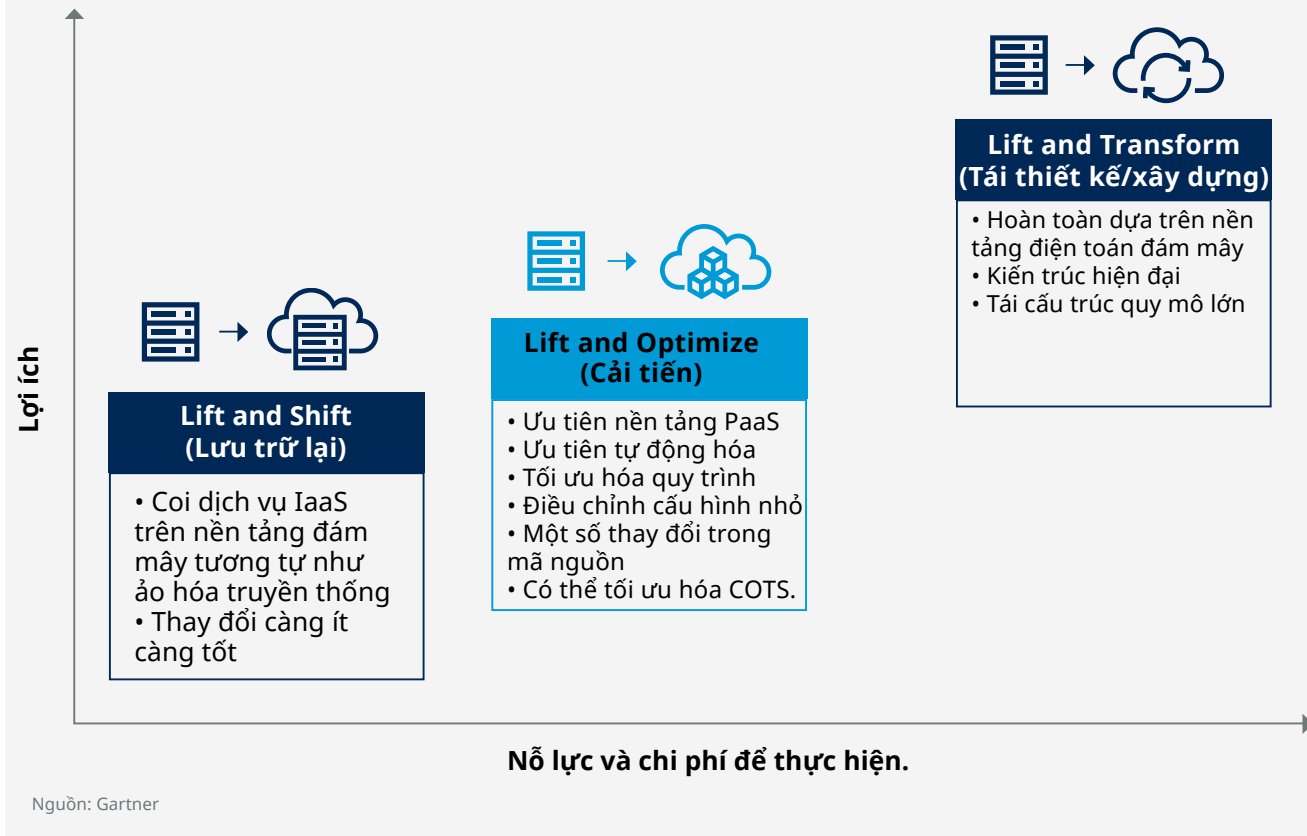 Lợi ích
Lift and Shift
(Lưu trữ lại)
• Coi dịch vụ IaaS
trên nền tảng đám
mây tương tự như
ảo hóa truyền thống
• Thay đổi càng ít
càng tốt
Lift and Optimize
(Cải tiến)
• Ưu tiên nền tảng PaaS
• Ưu tiên tự động hóa
• Tối ưu hóa quy trình
• Điều chỉnh cấu hình nhỏ
• Một số thay đổi trong
mã nguồn
• Có thể tối ưu hóa COTS.
Lift and Transform
(Tái thiết kế/xây dựng)
• Hoàn toàn dựa trên nền
tảng điện toán đám mây
• Kiến trúc hiện đại
• Tái cấu trúc quy mô lớn
Nỗ lực và chi phí để thực hiện.
Nguồn: Gartner